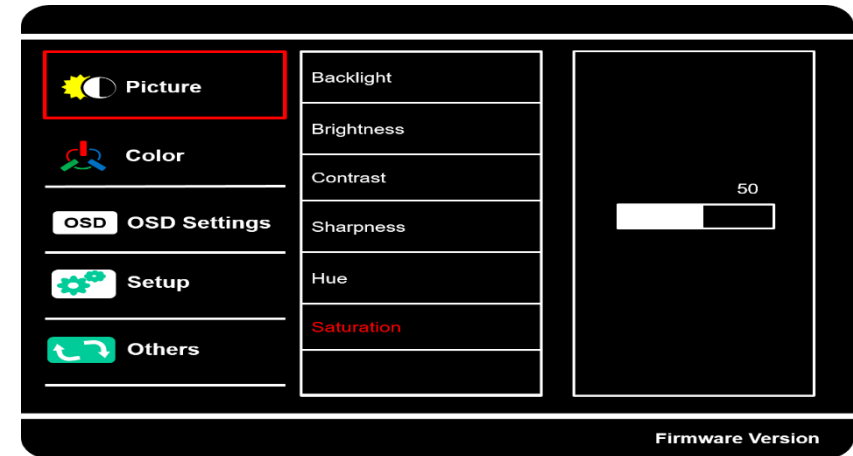 Picture
Color
OSD OSD Settings
Setup
Others
Backlight
Brightness
Contrast
Sharpness
Hue
Saturation
50
Firmware Version